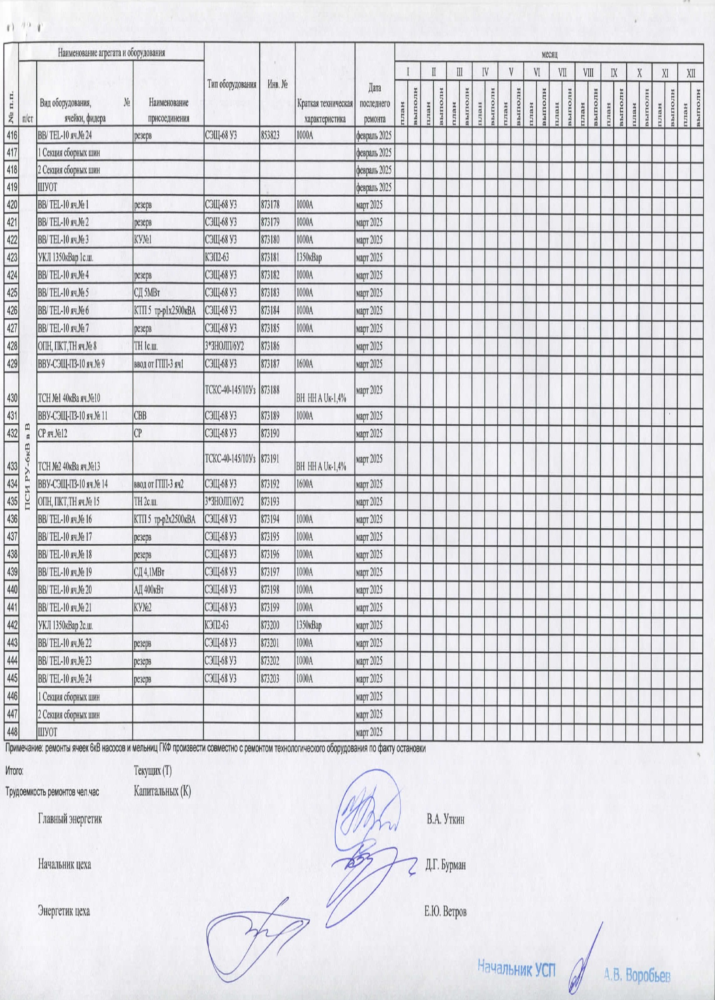 Наименование агрегата и оборудования
месяц
I II III IV V VI VII VIII IX X XI XII
№ п.п. п/ст Вид оборудования, № ячейки, фидера Наименование присоединения Тип оборудования Инв. № Краткая техническая характеристика Дата последнего ремонта
план выполн план выполн план выполн план выполн план выполн план выполн план выполн план выполн план выполн план выполн план выполн план выполн
416 ВВ/ TEL-10 яч.№ 24 резерв СЭЩ-68 У3 853823 1000А февраль 2025
417 1 Секция сборных шин февраль 2025
418 2 Секция сборных шин февраль 2025
419 ШУОТ февраль 2025
ПСИ РУ-6кВ в В
420 ВВ/ TEL-10 яч.№ 1 резерв СЭЩ-68 У3 873178 1000А март 2025
421 ВВ/ TEL-10 яч.№ 2 резерв СЭЩ-68 У3 873179 1000А март 2025
422 ВВ/ TEL-10 яч.№ 3 КУ№1 СЭЩ-68 У3 873180 1000А март 2025
423 УКЛ 1350кВар 1с.ш. КЭП2-63 873181 1350кВар март 2025
424 ВВ/ TEL-10 яч.№ 4 резерв СЭЩ-68 У3 873182 1000А март 2025
425 ВВ/ TEL-10 яч.№ 5 СД 5МВт СЭЩ-68 У3 873183 1000А март 2025
426 ВВ/ TEL-10 яч.№ 6 КТП 5 тр-р1х2500кВА СЭЩ-68 У3 873184 1000А март 2025
427 ВВ/ TEL-10 яч.№ 7 резерв СЭЩ-68 У3 873185 1000А март 2025
428 ОПН, ПКТ,ТН яч.№ 8 ТН 1с.ш. 3*ЗНОЛП/6У2 873186 март 2025
429 ВВУ-СЭЩ-П3-10 яч.№ 9 ввод от ГПП-3 яч1 СЭЩ-68 У3 873187 1600А март 2025
430 ТСН №1 40кВа яч.№10 ТСКС-40-145/10Уз 873188 ВН НН А Uк-1,4% март 2025
431 ВВУ-СЭЩ-П3-10 яч.№ 11 СВВ СЭЩ-68 У3 873189 1000А март 2025
432 СР яч.№12 СР СЭЩ-68 У3 873190 март 2025
433 ТСН №2 40кВа яч.№13 ТСКС-40-145/10Уз 873191 ВН НН А Uк-1,4% март 2025
434 ВВУ-СЭЩ-П3-10 яч.№ 14 ввод от ГПП-3 яч2 СЭЩ-68 У3 873192 1600А март 2025
435 ОПН, ПКТ,ТН яч.№ 15 ТН 2с.ш. 3*ЗНОЛП/6У2 873193 март 2025
436 ВВ/ TEL-10 яч.№ 16 КТП 5 тр-р2х2500кВА СЭЩ-68 У3 873194 1000А март 2025
437 ВВ/ TEL-10 яч.№ 17 резерв СЭЩ-68 У3 873195 1000А март 2025
438 ВВ/ TEL-10 яч.№ 18 резерв СЭЩ-68 У3 873196 1000А март 2025
439 ВВ/ TEL-10 яч.№ 19 СД 4,1МВт СЭЩ-68 У3 873197 1000А март 2025
440 ВВ/ TEL-10 яч.№ 20 АД 400кВт СЭЩ-68 У3 873198 1000А март 2025
441 ВВ/ TEL-10 яч.№ 21 КУ№2 СЭЩ-68 У3 873199 1000А март 2025
442 УКЛ 1350кВар 2с.ш. КЭП2-63 873200 1350кВар март 2025
443 ВВ/ TEL-10 яч.№ 22 резерв СЭЩ-68 У3 873201 1000А март 2025
444 ВВ/ TEL-10 яч.№ 23 резерв СЭЩ-68 У3 873202 1000А март 2025
445 ВВ/ TEL-10 яч.№ 24 резерв СЭЩ-68 У3 873203 1000А март 2025
446 1 Секция сборных шин март 2025
447 2 Секция сборных шин март 2025
448 ШУОТ март 2025
Примечание: ремонты ячеек 6кВ насосов и мельниц ГКФ произвести совместно с ремонтом технологического оборудования по факту остановки
Итого: Текущих (Т)
Трудоемкость ремонтов чел.час Капитальных (К)
Главный энергетик В.А. Уткин
Начальник цеха Д.Г. Бурман
Энергетик цеха Е.Ю. Ветров
Начальник УСП А.В. Воробьев